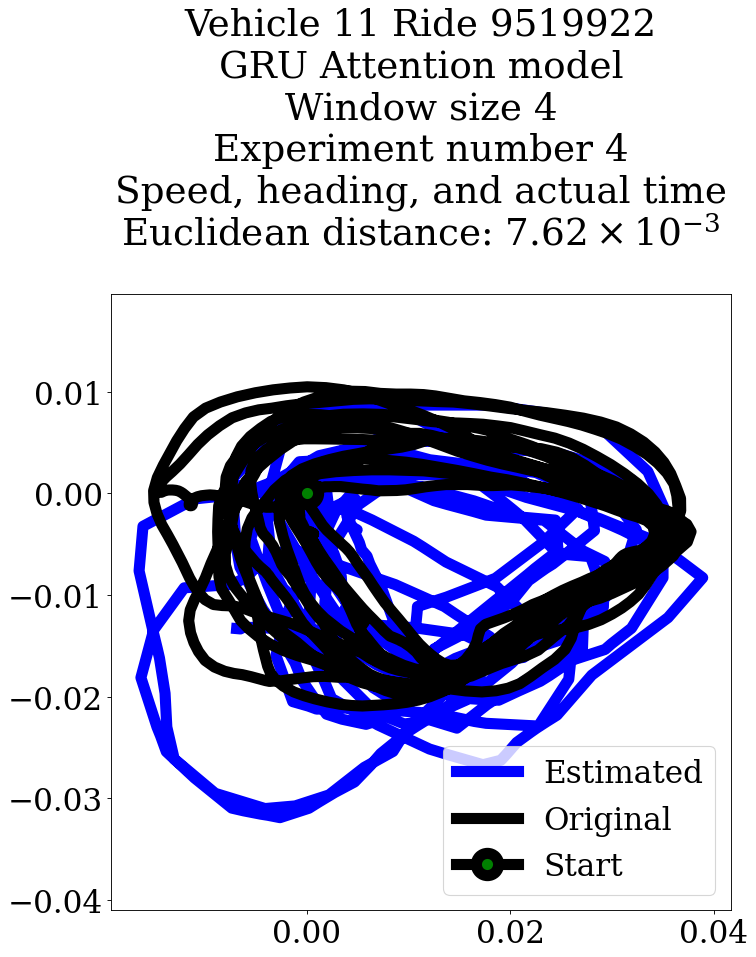 Vehicle 11 Ride 9519922
GRU Attention model
Window size 4
Experiment number 4
Speed, heading, and actual time
Euclidean distance: 7.62 × 10⁻³
0.01
0.00
−0.01
−0.02
−0.03
−0.04
0.00 0.02 0.04
Estimated
Original
Start